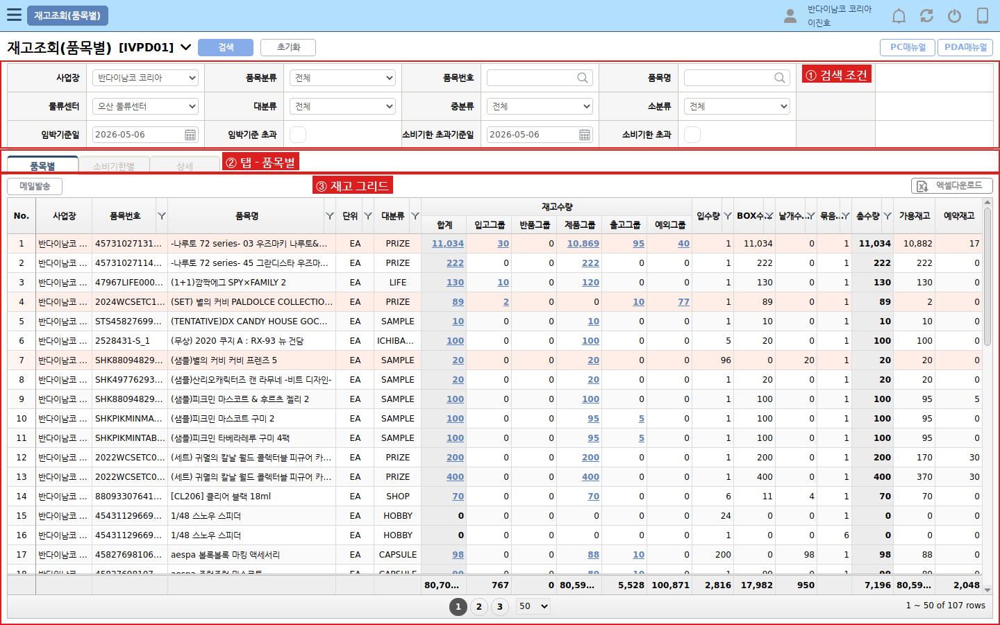 재고조회(품목별)
반다이남코 코리아
이진호
재고조회(품목별) [IVPD01] 검색 초기화 PC매뉴얼 PDA매뉴얼
사업장 반다이남코 코리아 품목분류 전체 품목번호 품목명 ① 검색 조건
물류센터 오산 물류센터 대분류 전체 중분류 전체 소분류 전체
임박기준일 2026-05-06 임박기준 초과 소비기한 초과기준일 2026-05-06 소비기한 초과
품목별 소비기한별 상세 ② 탭 - 품목별
메일발송 ③ 재고 그리드 엑셀다운로드
No. 사업장 품목번호 품목명 단위 대분류 재고수량 입수량 BOX수... 낱개수... 묶음... 총수량 가용재고 예약재고
합계 입고그룹 반품그룹 제품그룹 출고그룹 예외그룹
1 반다이남코 ... 45731027131... -나루토 72 series- 03 우즈마키 나루토&... EA PRIZE 11,034 30 0 10,869 95 40 1 11,034 0 1 11,034 10,882 17
2 반다이남코 ... 45731027114... -나루토 72 series- 45 그란디스타 우즈마... EA PRIZE 222 0 0 222 0 0 1 222 0 1 222 222 0
3 반다이남코 ... 47967LIFE000... (1+1)깜짝에그 SPY×FAMILY 2 EA LIFE 130 10 0 120 0 0 1 130 0 1 130 130 0
4 반다이남코 ... 2024WCSETC1... (SET) 별의 커비 PALDOLCE COLLECTIO... EA PRIZE 89 2 0 0 10 77 1 89 0 1 89 2 0
5 반다이남코 ... STS45827699... (TENTATIVE)DX CANDY HOUSE GOC... EA SAMPLE 10 0 0 10 0 0 1 10 0 1 10 10 0
6 반다이남코 ... 2528431-S_1 (무상) 2020 쿠지 A : RX-93 뉴 건담 EA ICHIBA... 100 0 0 100 0 0 5 20 0 1 100 100 0
7 반다이남코 ... SHK88094829... (샘플)별의 커비 커비 프렌즈 5 EA SAMPLE 20 0 0 20 0 0 96 0 20 1 20 20 0
8 반다이남코 ... SHK49776293... (샘플)산리오캐릭터즈 캔 라무네 -비트 디자인- EA SAMPLE 20 0 0 20 0 0 1 20 0 1 20 20 0
9 반다이남코 ... SHK88094829... (샘플)피크민 마스코트 & 후르츠 젤리 2 EA SAMPLE 100 0 0 100 0 0 1 100 0 1 100 95 5
10 반다이남코 ... SHKPIKMINMA... (샘플)피크민 마스코트 구미 2 EA SAMPLE 100 0 0 95 5 0 1 100 0 1 100 95 0
11 반다이남코 ... SHKPIKMINTAB... (샘플)피크민 타베라레루 구미 4팩 EA SAMPLE 100 0 0 95 5 0 1 100 0 1 100 95 0
12 반다이남코 ... 2022WCSETC0... (세트) 귀멸의 칼날 월드 콜렉터블 피규어 카... EA PRIZE 200 0 0 200 0 0 1 200 0 1 200 170 30
13 반다이남코 ... 2022WCSETC0... (세트) 귀멸의 칼날 월드 콜렉터블 피규어 카... EA PRIZE 400 0 0 400 0 0 1 400 0 1 400 370 30
14 반다이남코 ... 88093307641... [CL206] 클리어 블랙 18ml EA SHOP 70 0 0 70 0 0 6 11 4 1 70 70 0
15 반다이남코 ... 45431129669... 1/48 스노우 스피더 EA HOBBY 0 0 0 0 0 0 24 0 0 1 0 0 0
16 반다이남코 ... 45431129669... 1/48 스노우 스피더 EA HOBBY 0 0 0 0 0 0 1 0 0 6 0 0 0
17 반다이남코 ... 45827698106... aespa 볼록볼록 마킹 액세서리 EA CAPSULE 98 0 0 88 10 0 200 0 98 1 98 88 0
80,70... 767 0 80,59... 5,528 100,871 2,816 17,982 950 7,196 80,59... 2,048
1 2 3 50 1 ~ 50 of 107 rows